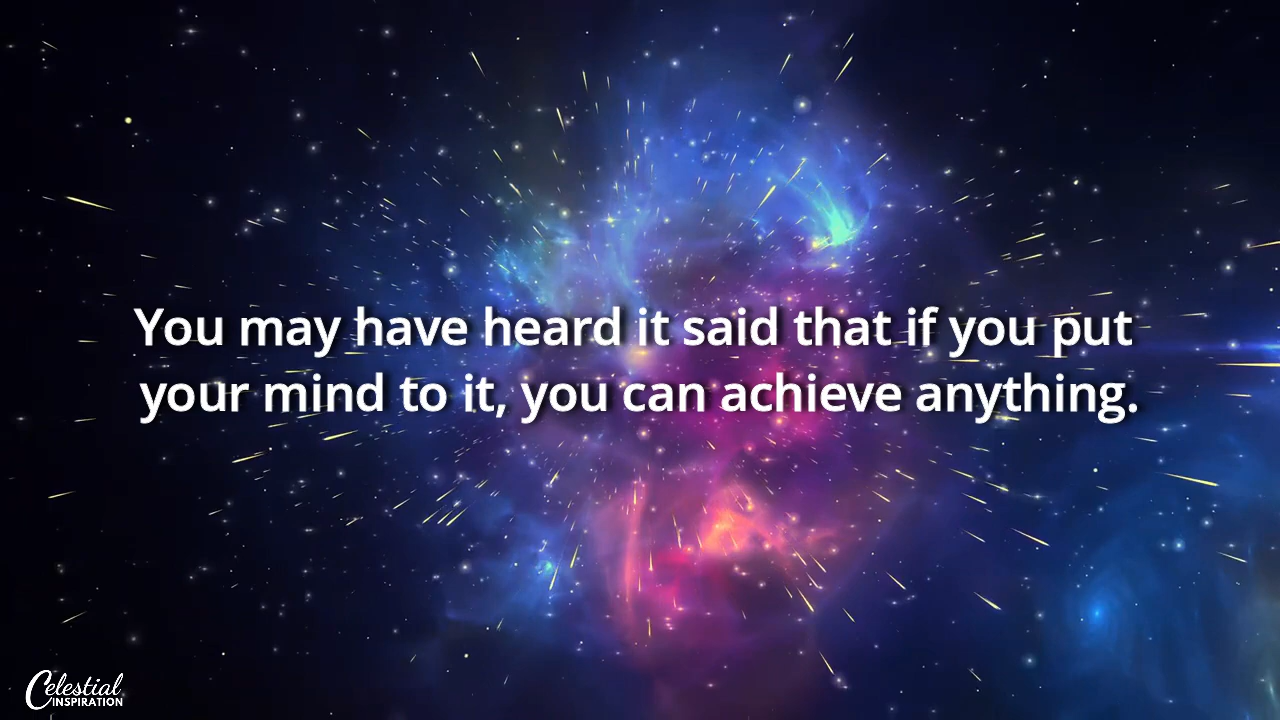 You may have heard it said that if you put
your mind to it, you can achieve anything.
Celestial
INSPIRATION